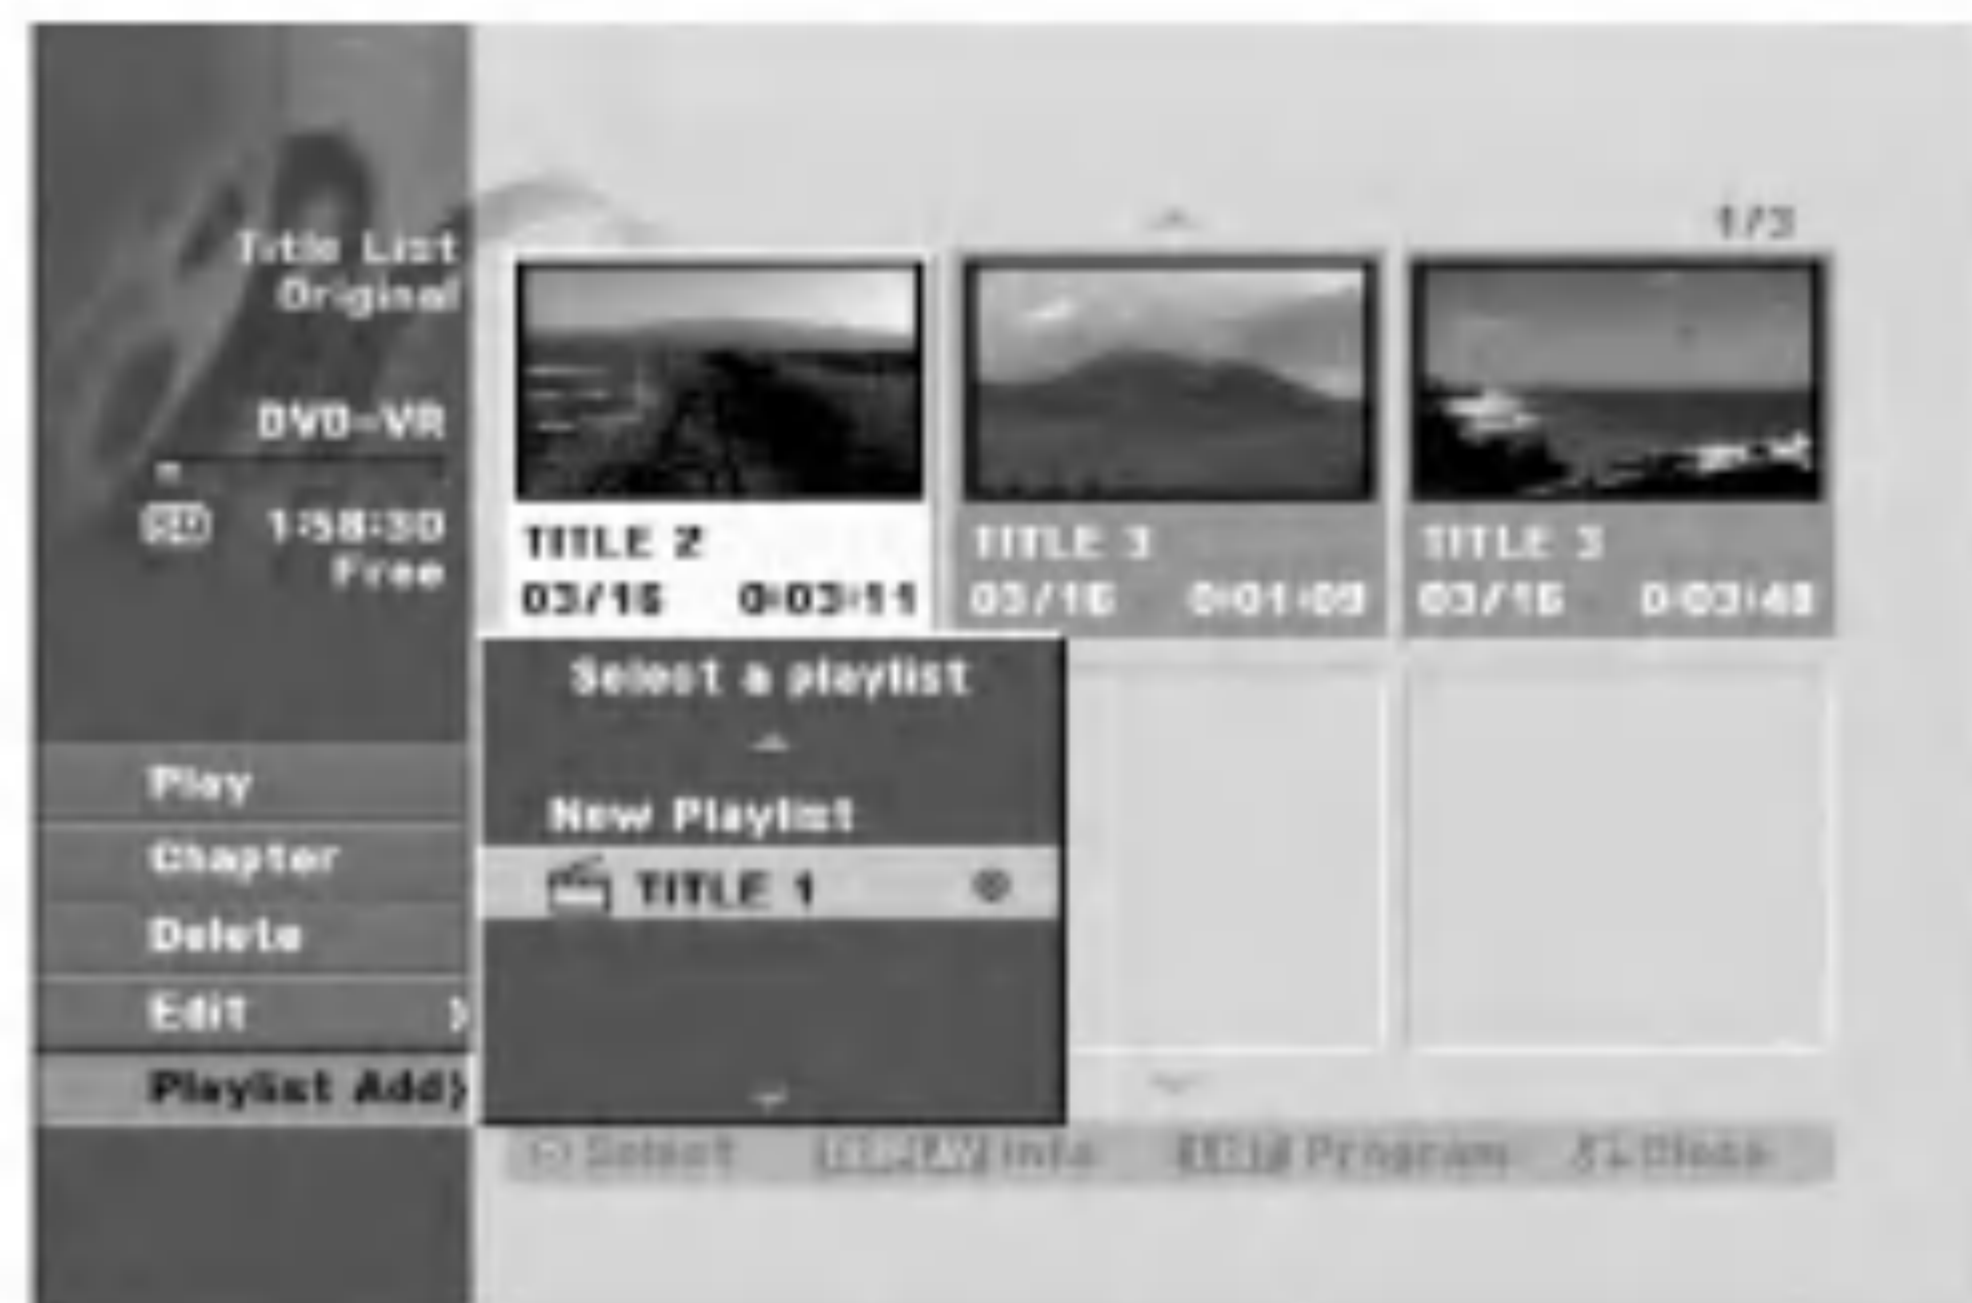 Title List
Original
DVD-VR
1:58:30
Free
Play
Chapter
Delete
Edit
Playlist Add
1/3
TITLE 2
03/16 0:03:11
TITLE 3
03/16 0:01:09
TITLE 3
03/16 0:03:48
Select a playlist
New Playlist
TITLE 1
Select Info Program Close